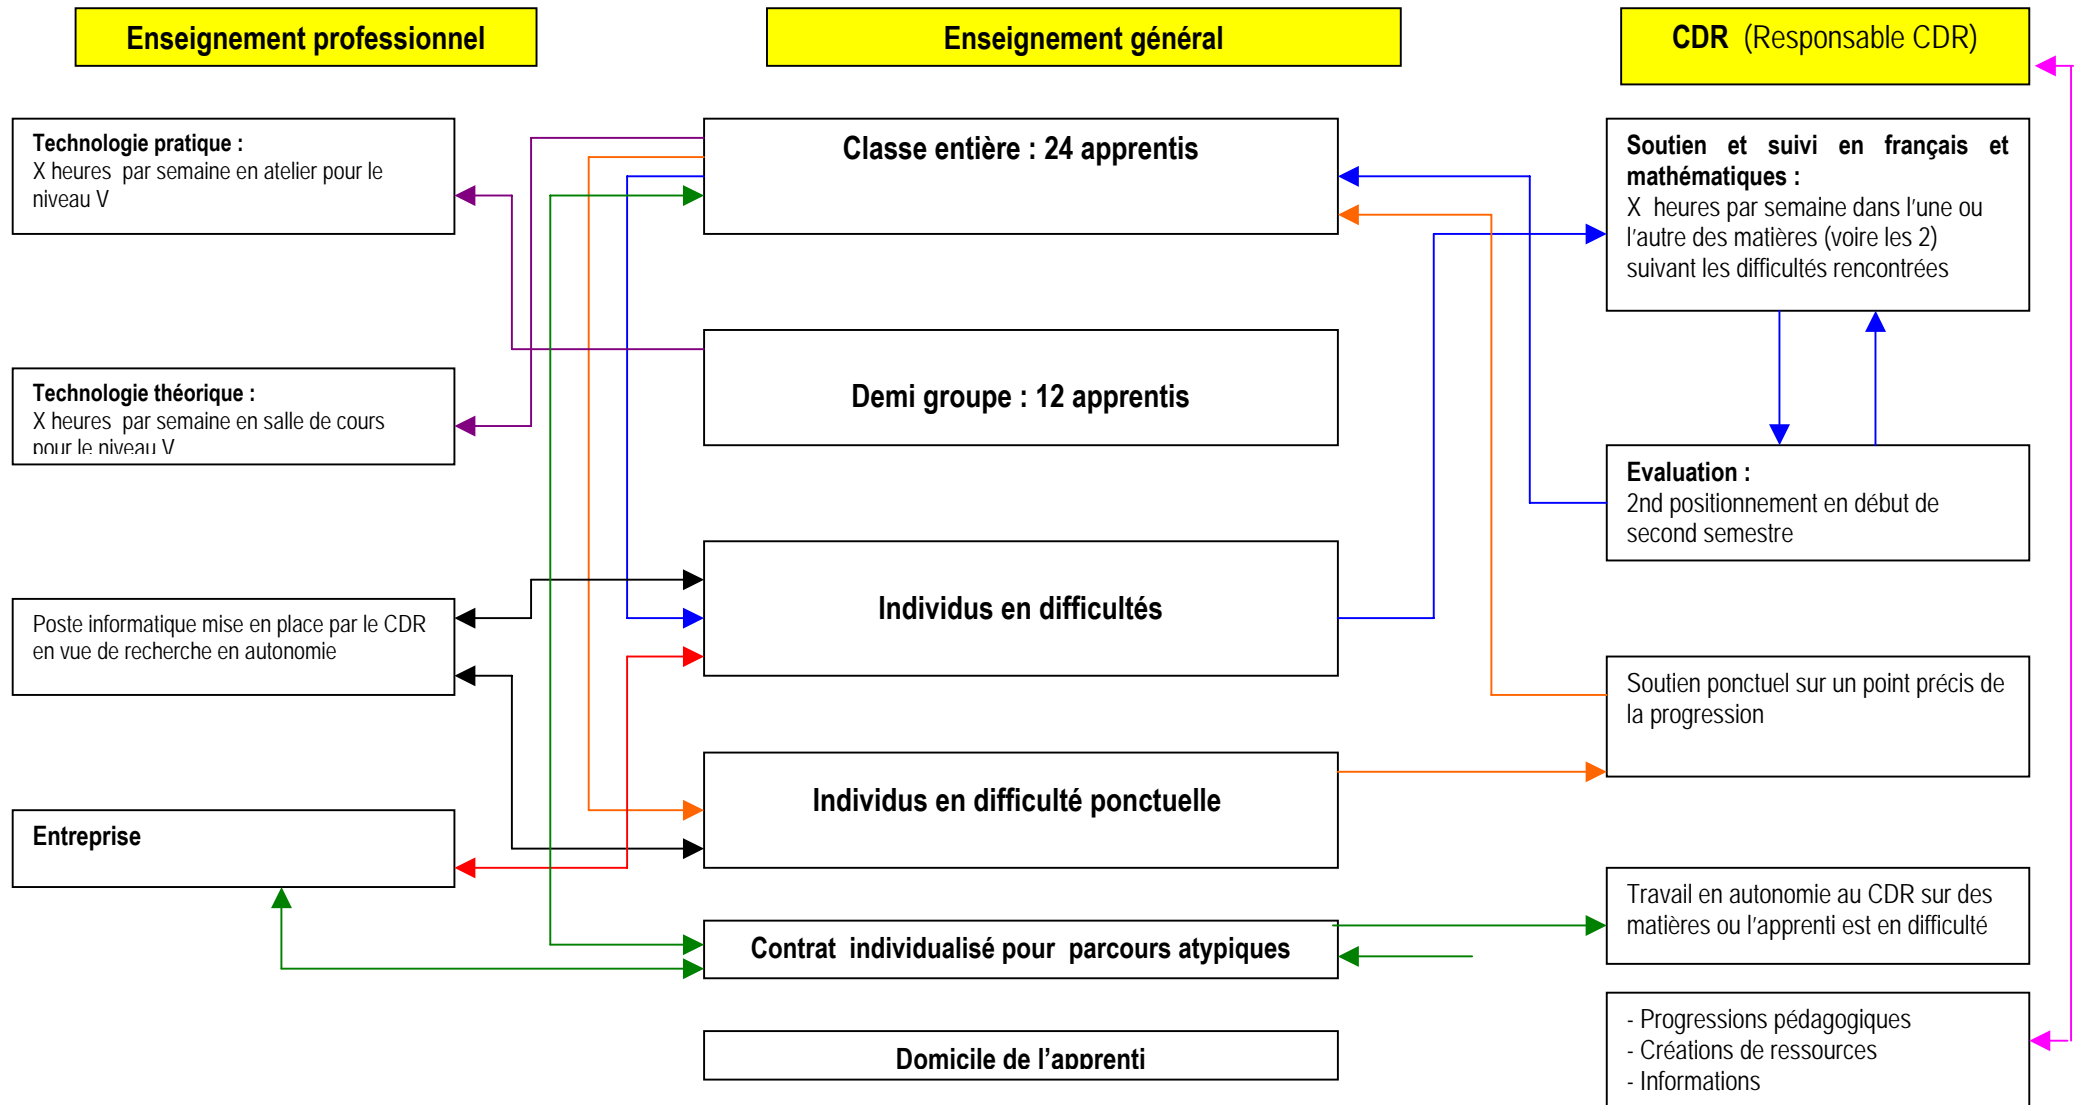 Enseignement professionnel
Enseignement général
CDR (Responsable CDR)
Technologie pratique :
X heures par semaine en atelier pour le
niveau V
Technologie théorique :
X heures par semaine en salle de cours
pour le niveau V
Poste informatique mise en place par le CDR
en vue de recherche en autonomie
Entreprise
Classe entière : 24 apprentis
Demi groupe : 12 apprentis
Individus en difficultés
Individus en difficulté ponctuelle
Contrat individualisé pour parcours atypiques
Domicile de l'apprenti
Soutien et suivi en français et
mathématiques :
X heures par semaine dans l'une ou
l'autre des matières (voire les 2)
suivant les difficultés rencontrées
Evaluation :
2nd positionnement en début de
second semestre
Soutien ponctuel sur un point précis de
la progression
Travail en autonomie au CDR sur des
matières ou l'apprenti est en difficulté
- Progressions pédagogiques
- Créations de ressources
- Informations